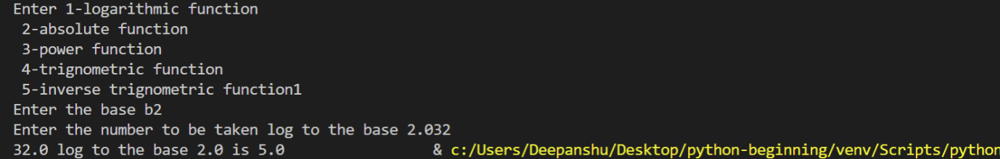 Enter 1-logarithmic function
2-absolute function
3-power function
4-trignometric function
5-inverse trignometric function1
Enter the base b2
Enter the number to be taken log to the base 2.032
32.0 log to the base 2.0 is 5.0 & c:/Users/Deepanshu/Desktop/python-beginning/venv/Scripts/python